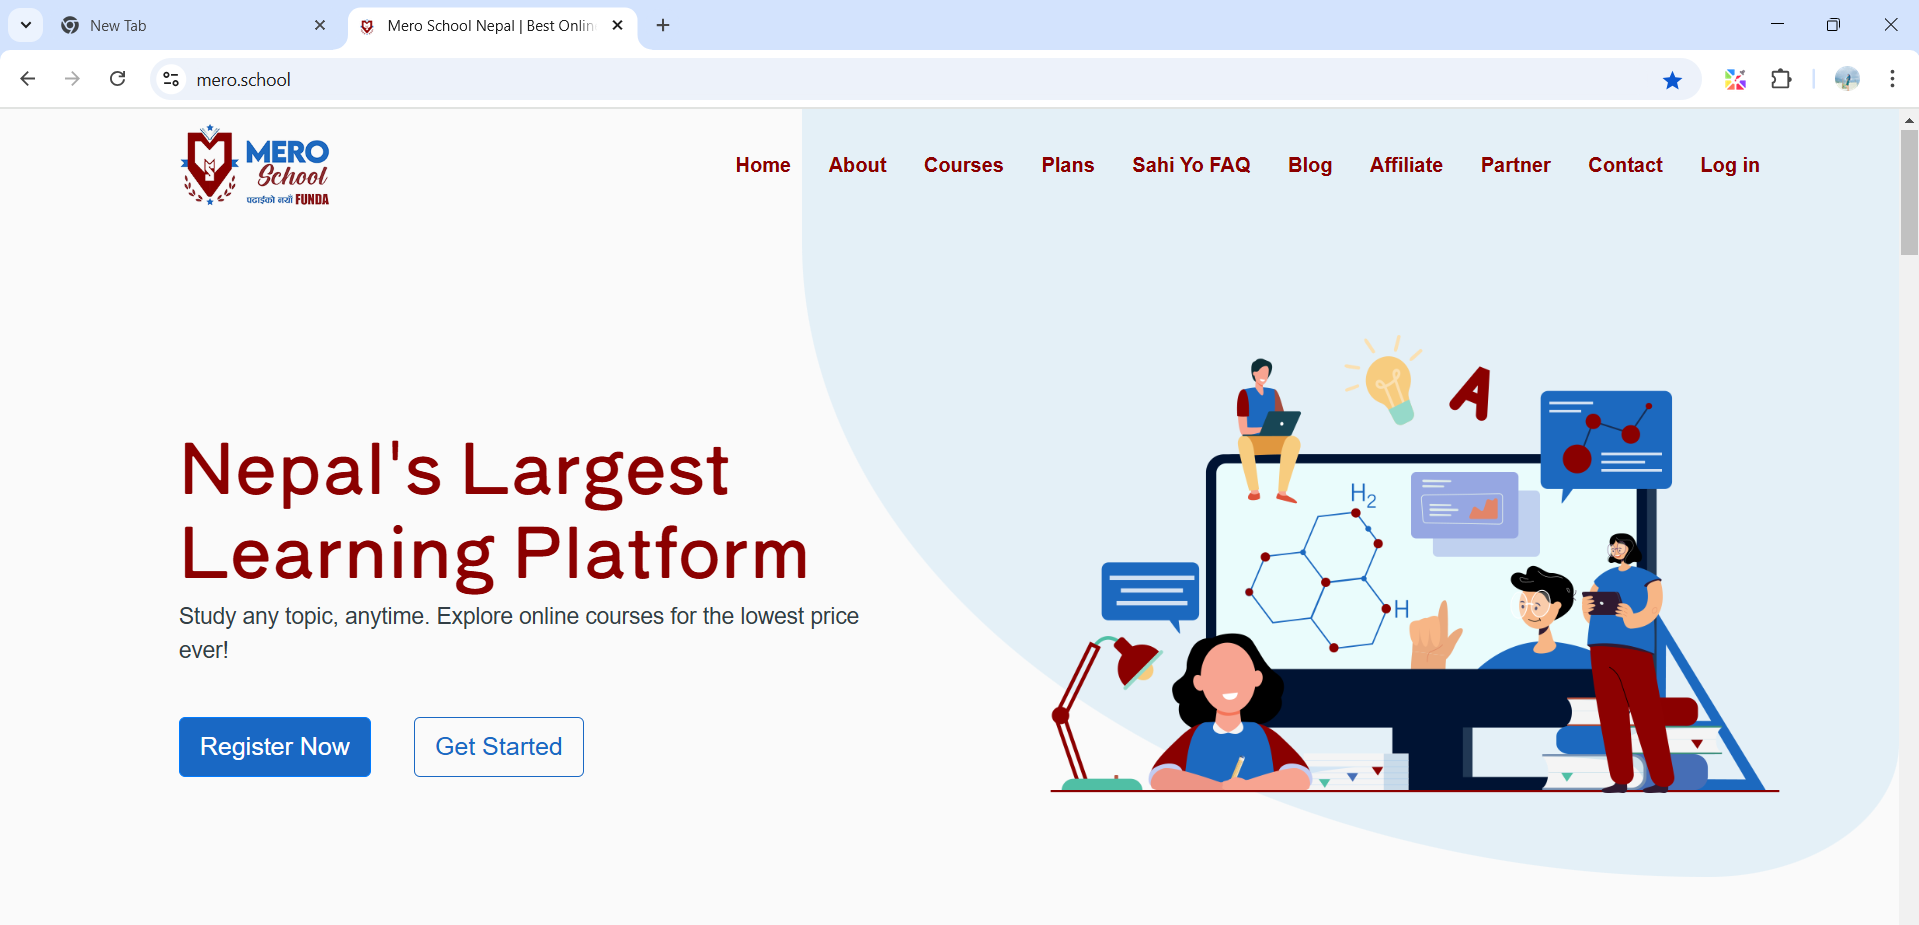 New Tab
Mero School Nepal | Best Onlin
mero.school
MERO
School
पढाईको नयाँ FUNDA
Home About Courses Plans Sahi Yo FAQ Blog Affiliate Partner Contact Log in
A
H2
H
Nepal's Largest
Learning Platform
Study any topic, anytime. Explore online courses for the lowest price
ever!
Register Now Get Started